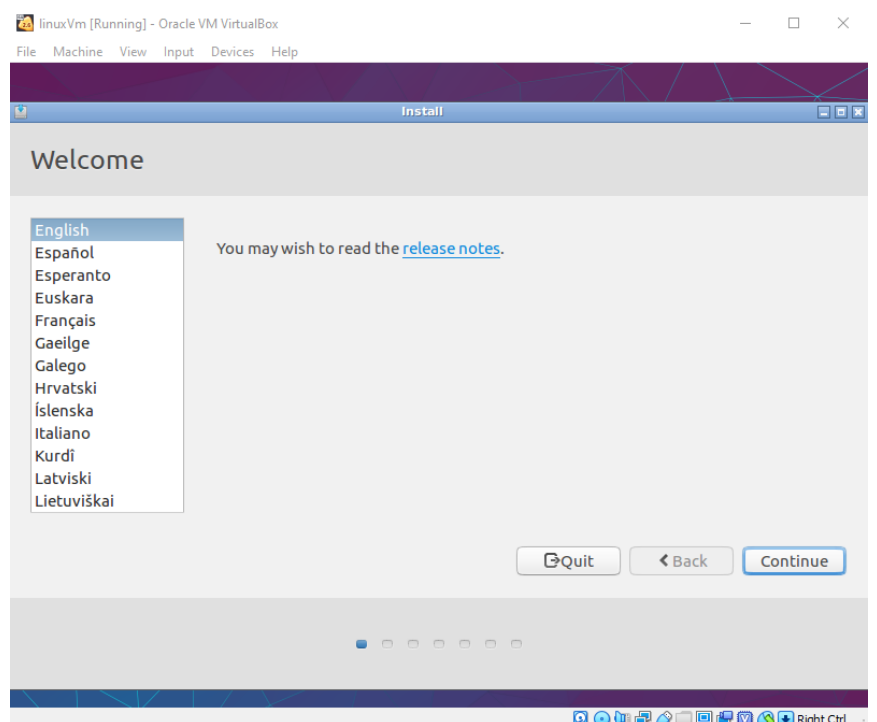 linuxVm [Running] - Oracle VM VirtualBox
File Machine View Input Devices Help
Install
Welcome
English
Español
Esperanto
Euskara
Français
Gaeilge
Galego
Hrvatski
Íslenska
Italiano
Kurdî
Latviski
Lietuviškai
You may wish to read the release notes.
Quit Back Continue
Right Ctrl